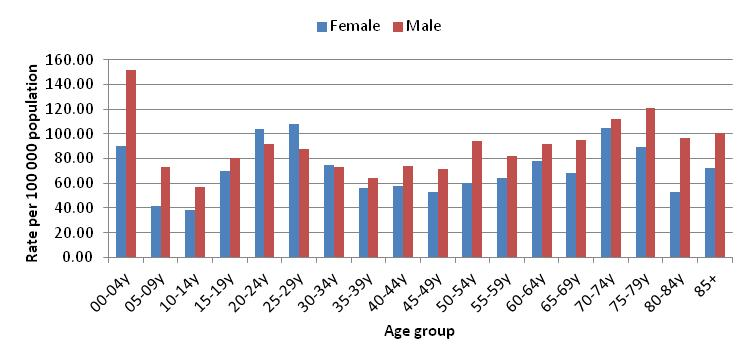 Female Male
Rate per 100 000 population
160.00
140.00
120.00
100.00
80.00
60.00
40.00
20.00
0.00
00-04y 05-09y 10-14y 15-19y 20-24y 25-29y 30-34y 35-39y 40-44y 45-49y 50-54y 55-59y 60-64y 65-69y 70-74y 75-79y 80-84y 85+
Age group